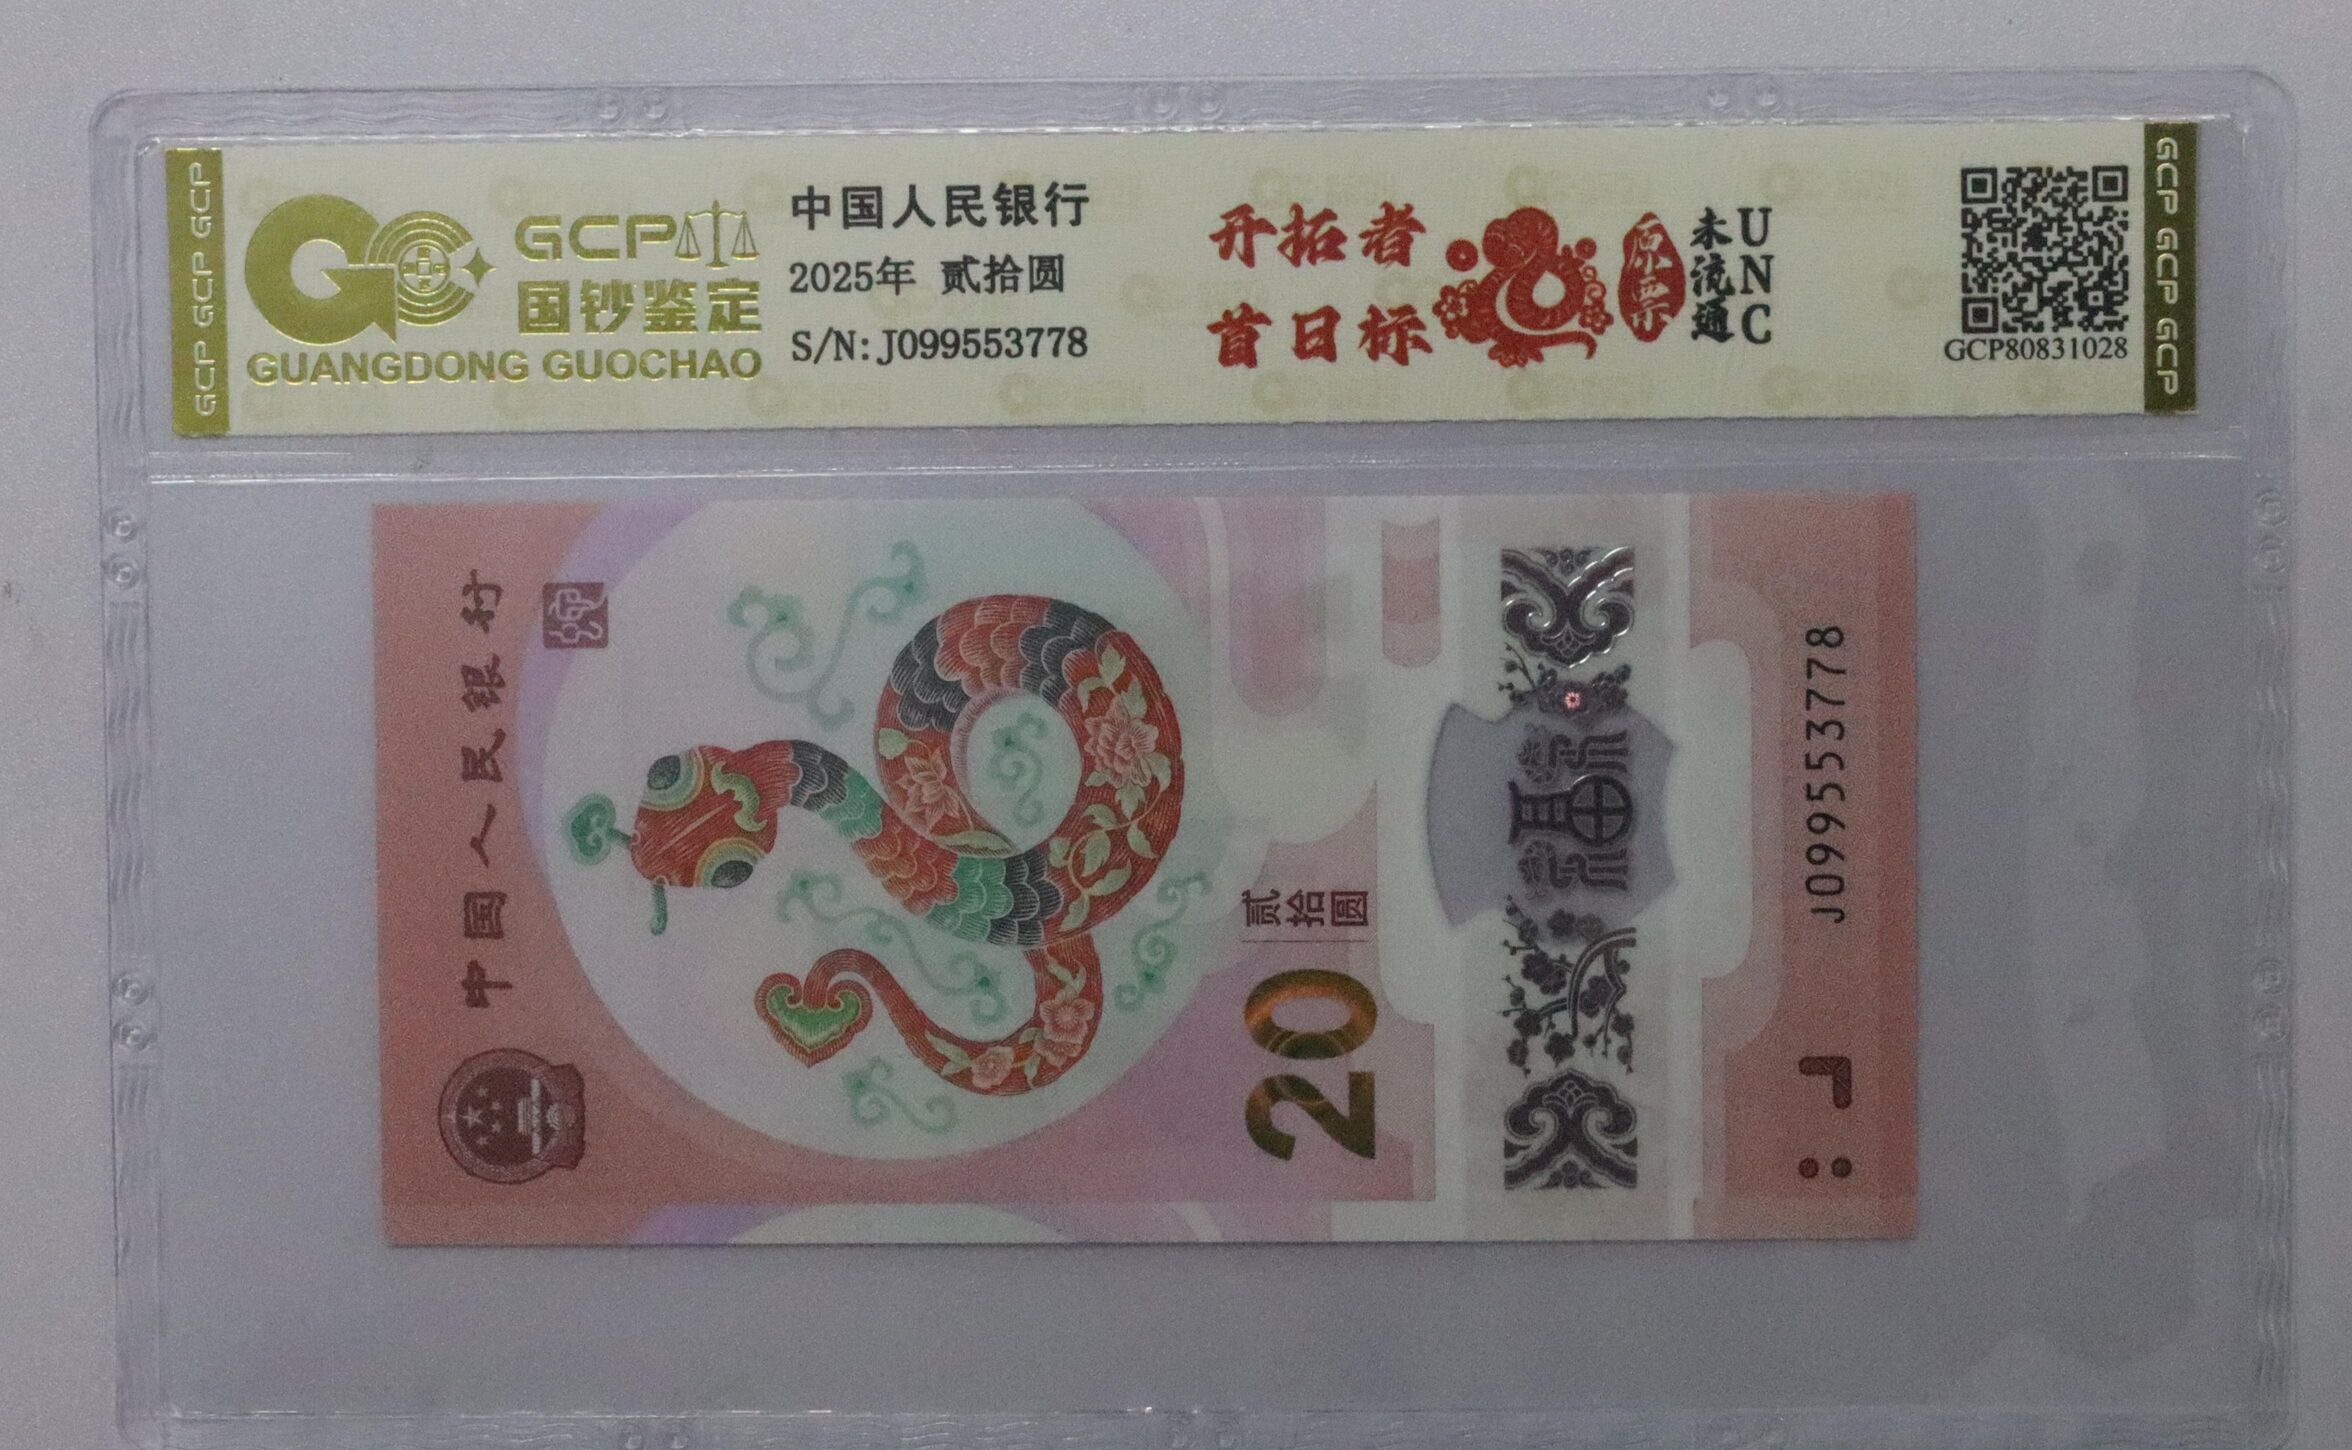 GCP GCP GCP
GCP
国钞鉴定
GUANGDONG GUOCHAO
中国人民银行
2025年 贰拾圆
S/N:J099553778
开拓者
首日标
原票
未流通
UNC
GCP80831028
GCP GCP GCP
中国人民银行
贰拾圆
20
福
J099553778